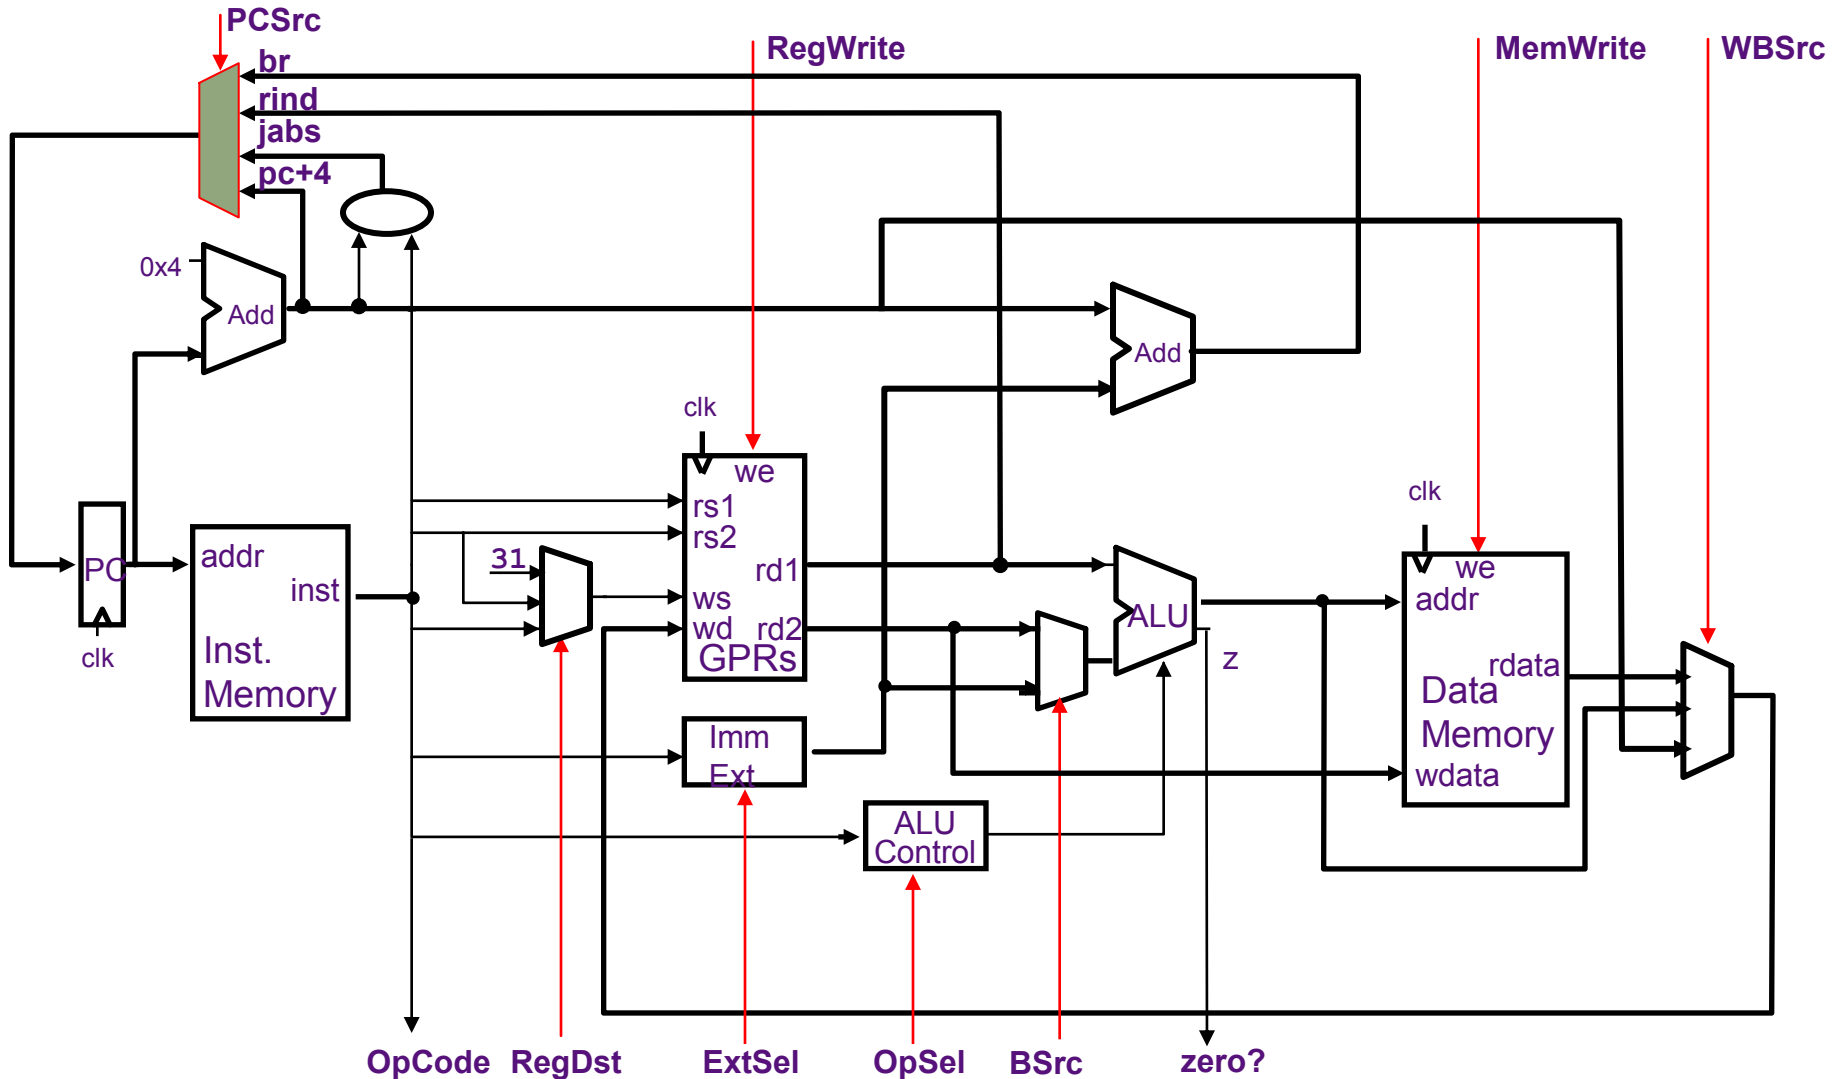 PCSrc
br
rind
jabs
pc+4
RegWrite
MemWrite
WBSrc
0x4
Add
Add
clk
we
rs1
rs2
31
rd1
ws
wd
rd2
GPRs
PC
clk
addr
inst
Inst.
Memory
ALU
z
clk
we
addr
rdata
Data
Memory
wdata
Imm
Ext
ALU
Control
OpCode
RegDst
ExtSel
OpSel
BSrc
zero?